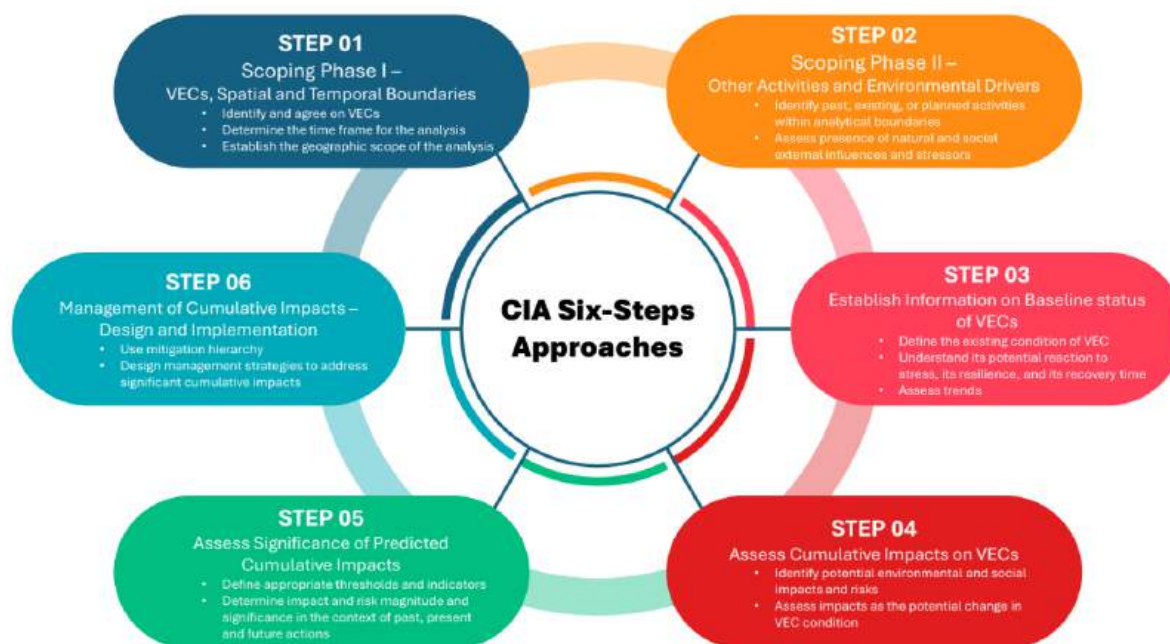 STEP 01
Scoping Phase I –
VECs, Spatial and Temporal Boundaries
• Identify and agree on VECs
• Determine the time frame for the analysis
• Establish the geographic scope of the analysis
STEP 02
Scoping Phase II –
Other Activities and Environmental Drivers
• Identify past, existing, or planned activities
within analytical boundaries
• Assess presence of natural and social
external influences and stressors
STEP 03
Establish Information on Baseline status
of VECs
• Define the existing condition of VEC
• Understand its potential reaction to
stress, its resilience, and its recovery time
• Assess trends
STEP 04
Assess Cumulative Impacts on VECs
• Identify potential environmental and social
impacts and risks
• Assess impacts as the potential change in
VEC condition
STEP 05
Assess Significance of Predicted
Cumulative Impacts
• Define appropriate thresholds and indicators
• Determine impact and risk magnitude and
significance in the context of past, present
and future actions
STEP 06
Management of Cumulative Impacts –
Design and Implementation
• Use mitigation hierarchy
• Design management strategies to address
significant cumulative impacts
CIA Six-Steps
Approaches